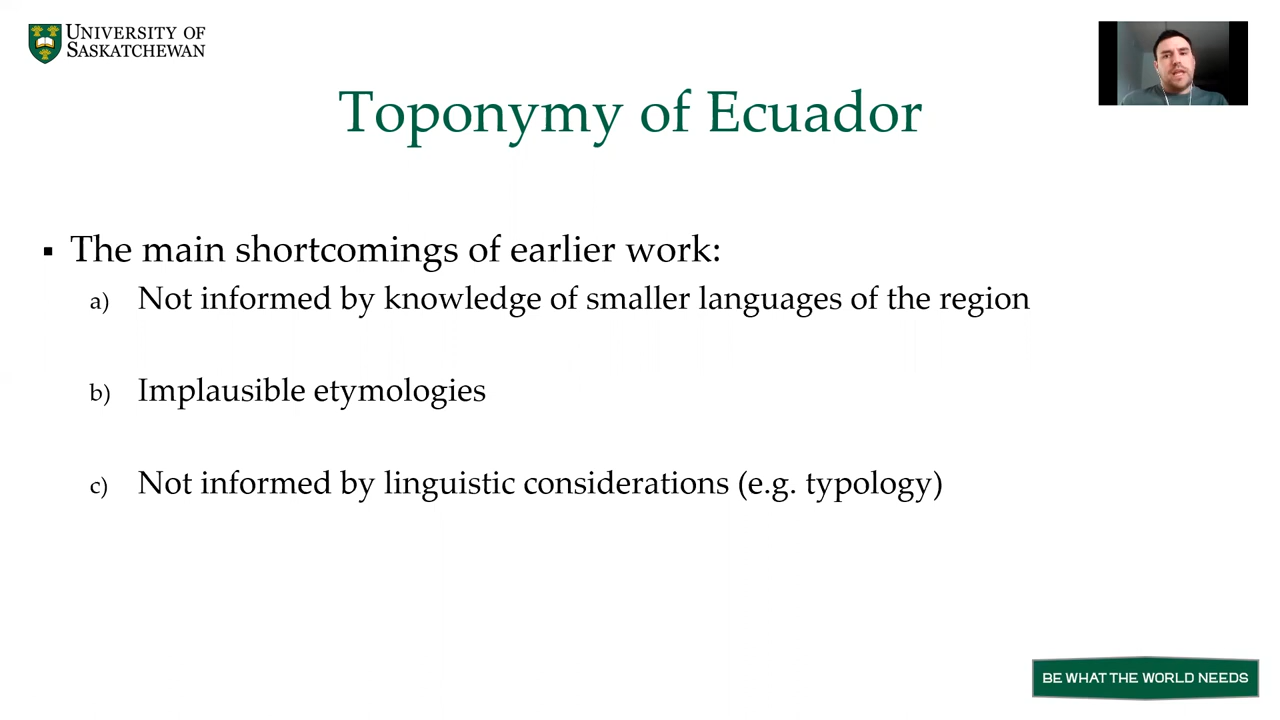 UNIVERSITY OF
SASKATCHEWAN
Toponymy of Ecuador
▪ The main shortcomings of earlier work:
a) Not informed by knowledge of smaller languages of the region
b) Implausible etymologies
c) Not informed by linguistic considerations (e.g. typology)
BE WHAT THE WORLD NEEDS